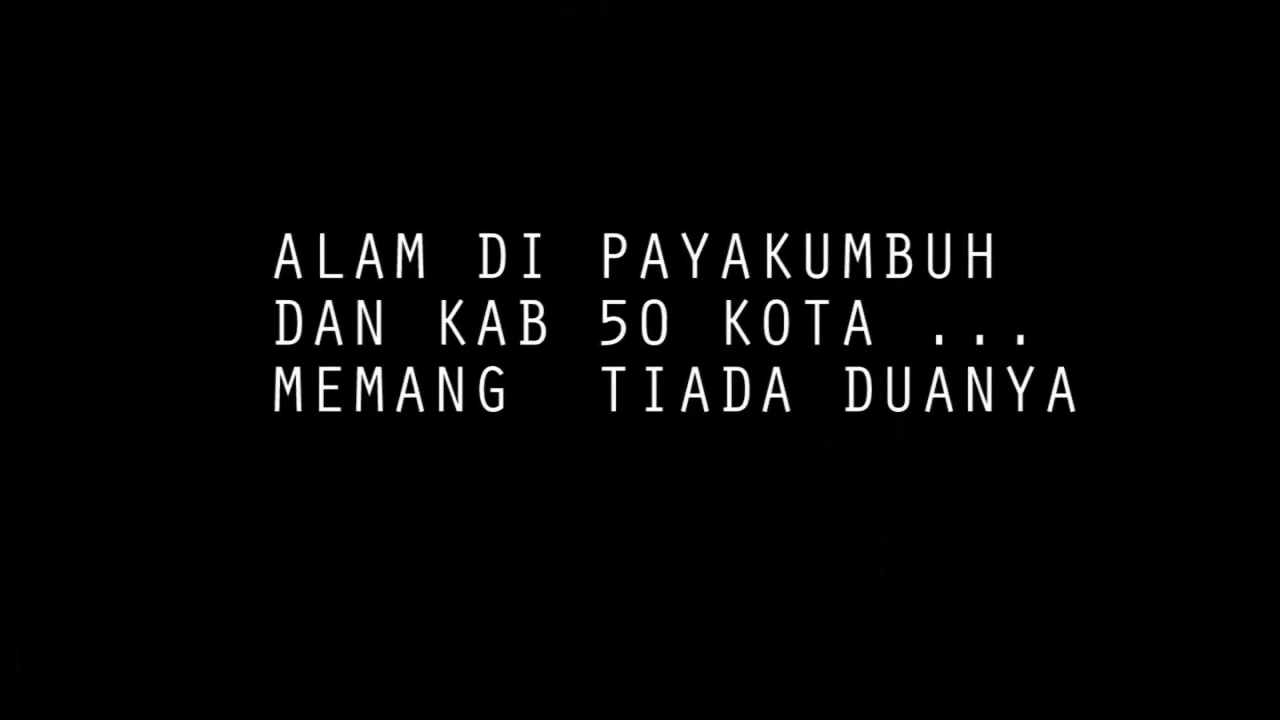 ALAM DI PAYAKUMBUH
DAN KAB 50 KOTA ...
MEMANG TIADA DUANYA